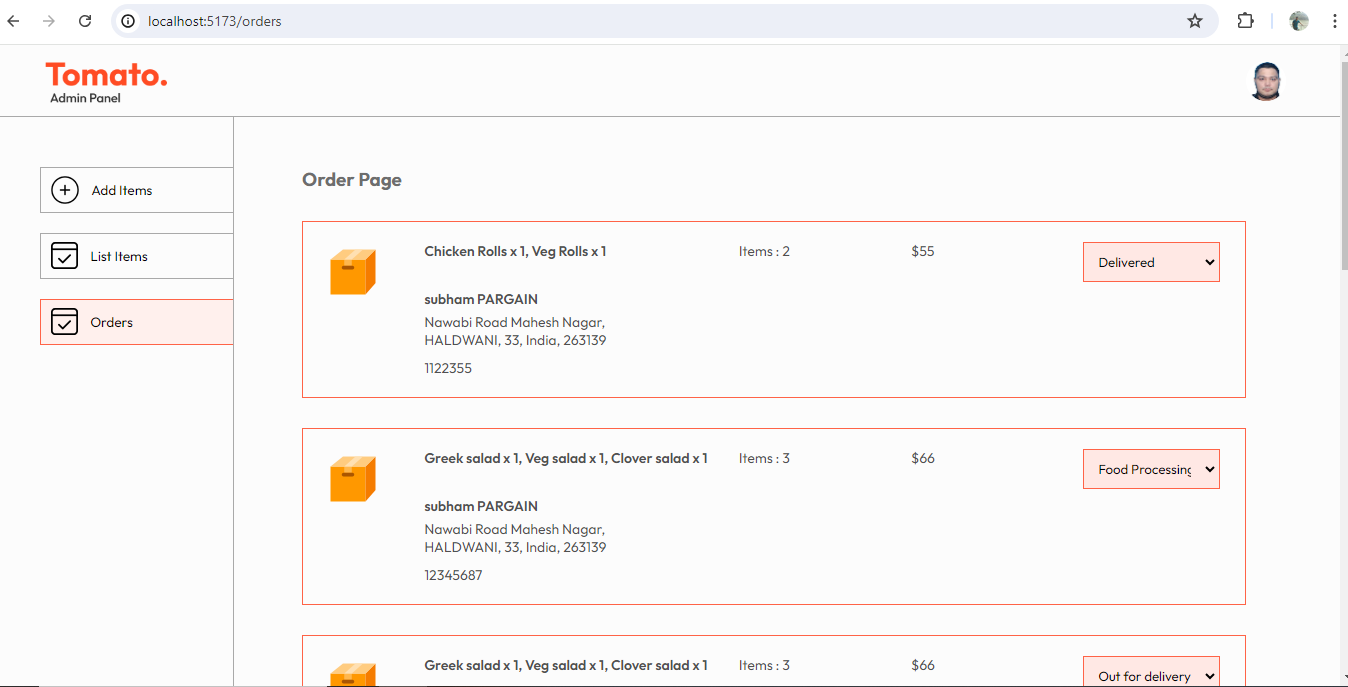 localhost:5173/orders
Tomato.
Admin Panel
Add Items
List Items
Orders
Order Page
Chicken Rolls x 1, Veg Rolls x 1 Items : 2 $55 Delivered
subham PARGAIN
Nawabi Road Mahesh Nagar,
HALDWANI, 33, India, 263139
1122355
Greek salad x 1, Veg salad x 1, Clover salad x 1 Items : 3 $66 Food Processing
subham PARGAIN
Nawabi Road Mahesh Nagar,
HALDWANI, 33, India, 263139
12345687
Greek salad x 1, Veg salad x 1, Clover salad x 1 Items : 3 $66 Out for delivery